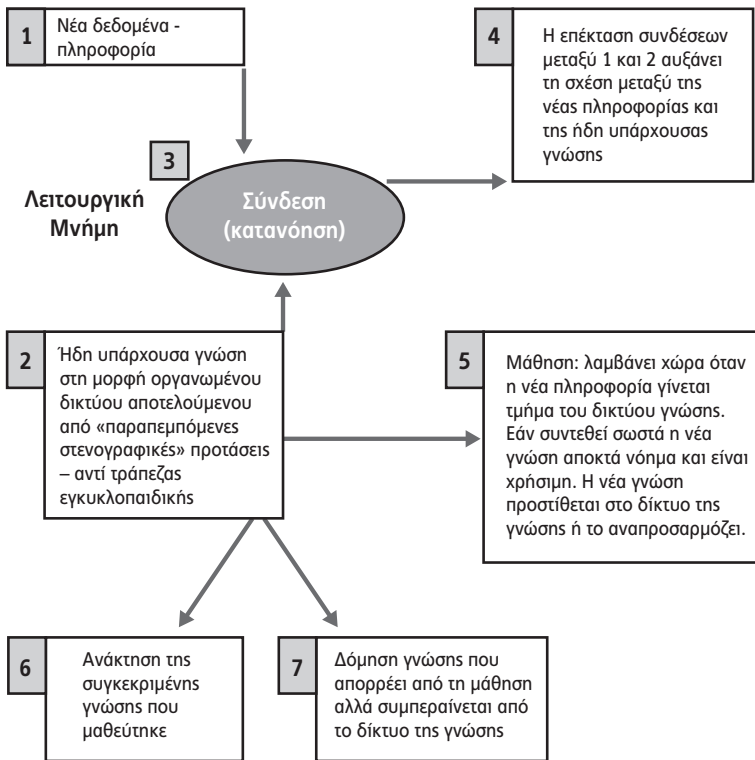 1
Νέα δεδομένα -
πληροφορία
4
Η επέκταση συνδέσεων
μεταξύ 1 και 2 αυξάνει
τη σχέση μεταξύ της
νέας πληροφορίας και
της ήδη υπάρχουσας
γνώσης
3
Λειτουργική
Μνήμη
Σύνδεση
(κατανόηση)
2
Ήδη υπάρχουσα γνώση
στη μορφή οργανωμένου
δικτύου αποτελούμενου
από «παραπεμπόμενες
στενογραφικές» προτάσεις
– αντί τράπεζας
εγκυκλοπαιδικής
5
Μάθηση: λαμβάνει χώρα όταν
η νέα πληροφορία γίνεται
τμήμα του δικτύου γνώσης.
Εάν συντεθεί σωστά η νέα
γνώση αποκτά νόημα και είναι
χρήσιμη. Η νέα γνώση
προστίθεται στο δίκτυο της
γνώσης ή το αναπροσαρμόζει.
6
Ανάκτηση της
συγκεκριμένης
γνώσης που
μαθεύτηκε
7
Δόμηση γνώσης που
απορρέει από τη μάθηση
αλλά συμπεραίνεται από
το δίκτυο της γνώσης